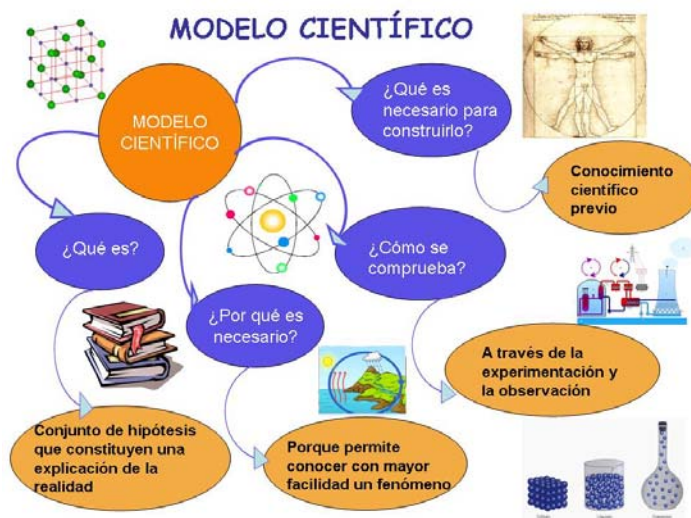 MODELO CIENTÍFICO
MODELO
CIENTÍFICO
¿Qué es
necesario para
construirlo?
Conocimiento
científico
previo
¿Qué es?
¿Cómo se
comprueba?
¿Por qué es
necesario?
A través de la
experimentación y
la observación
Conjunto de hipótesis
que constituyen una
explicación de la
realidad
Porque permite
conocer con mayor
facilidad un fenómeno